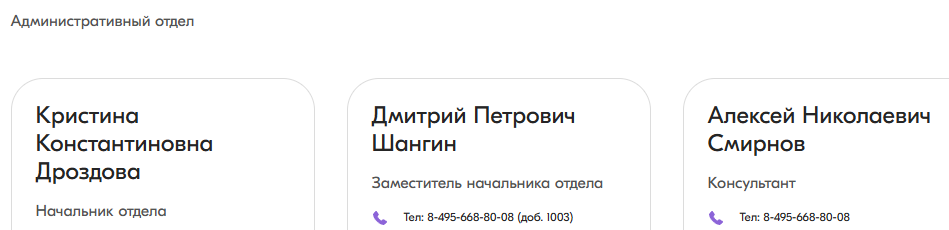 Административный отдел
Кристина
Константиновна
Дроздова
Начальник отдела
Дмитрий Петрович
Шангин
Заместитель начальника отдела
Тел: 8-495-668-80-08 (доб. 1003)
Алексей Николаевич
Смирнов
Консультант
Тел: 8-495-668-80-08